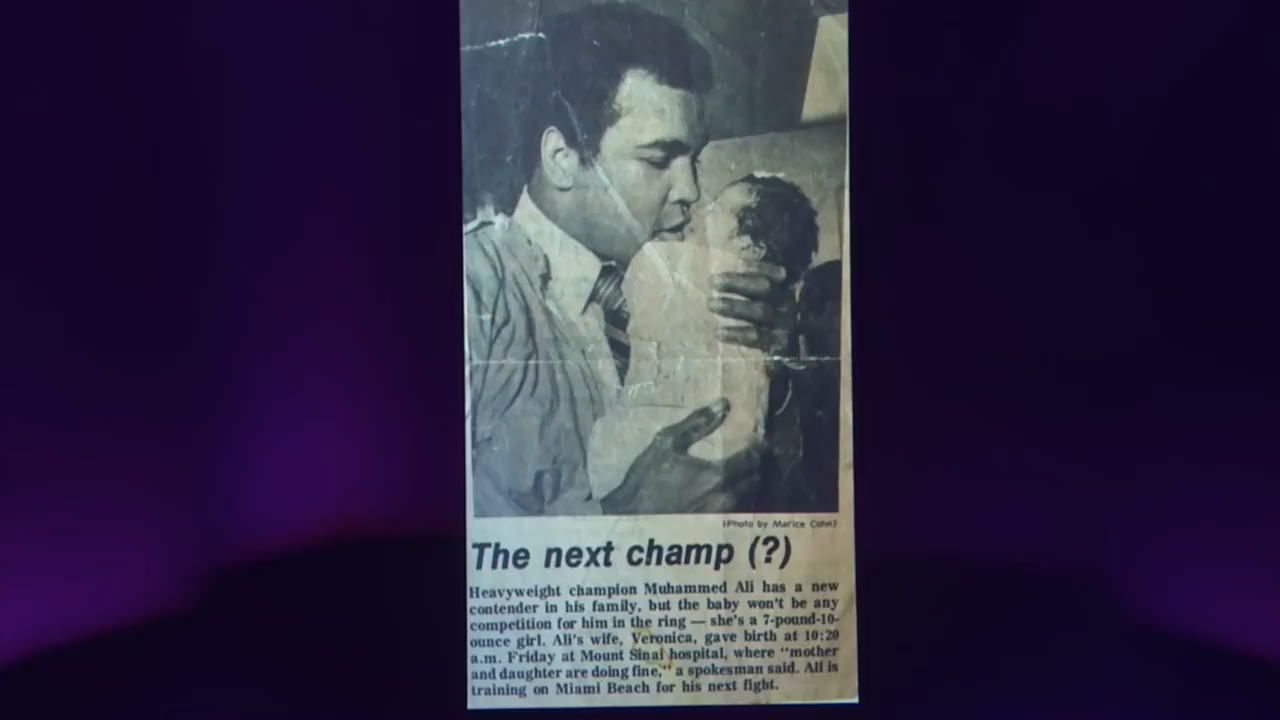 (Photo by Marice Cohn)
The next champ (?)
Heavyweight champion Muhammed Ali has a new
contender in his family, but the baby won't be any
competition for him in the ring — she's a 7-pound-10-
ounce girl. Ali's wife, Veronica, gave birth at 10:20
a.m. Friday at Mount Sinai hospital, where "mother
and daughter are doing fine," a spokesman said. Ali is
training on Miami Beach for his next fight.